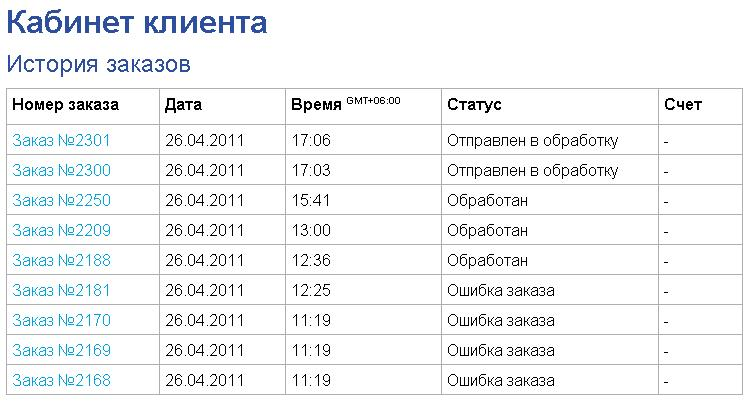 Кабинет клиента
История заказов
Номер заказа Дата Время GMT+06:00 Статус Счет
Заказ №2301 26.04.2011 17:06 Отправлен в обработку -
Заказ №2300 26.04.2011 17:03 Отправлен в обработку -
Заказ №2250 26.04.2011 15:41 Обработан -
Заказ №2209 26.04.2011 13:00 Обработан -
Заказ №2188 26.04.2011 12:36 Обработан -
Заказ №2181 26.04.2011 12:25 Ошибка заказа -
Заказ №2170 26.04.2011 11:19 Ошибка заказа -
Заказ №2169 26.04.2011 11:19 Ошибка заказа -
Заказ №2168 26.04.2011 11:19 Ошибка заказа -